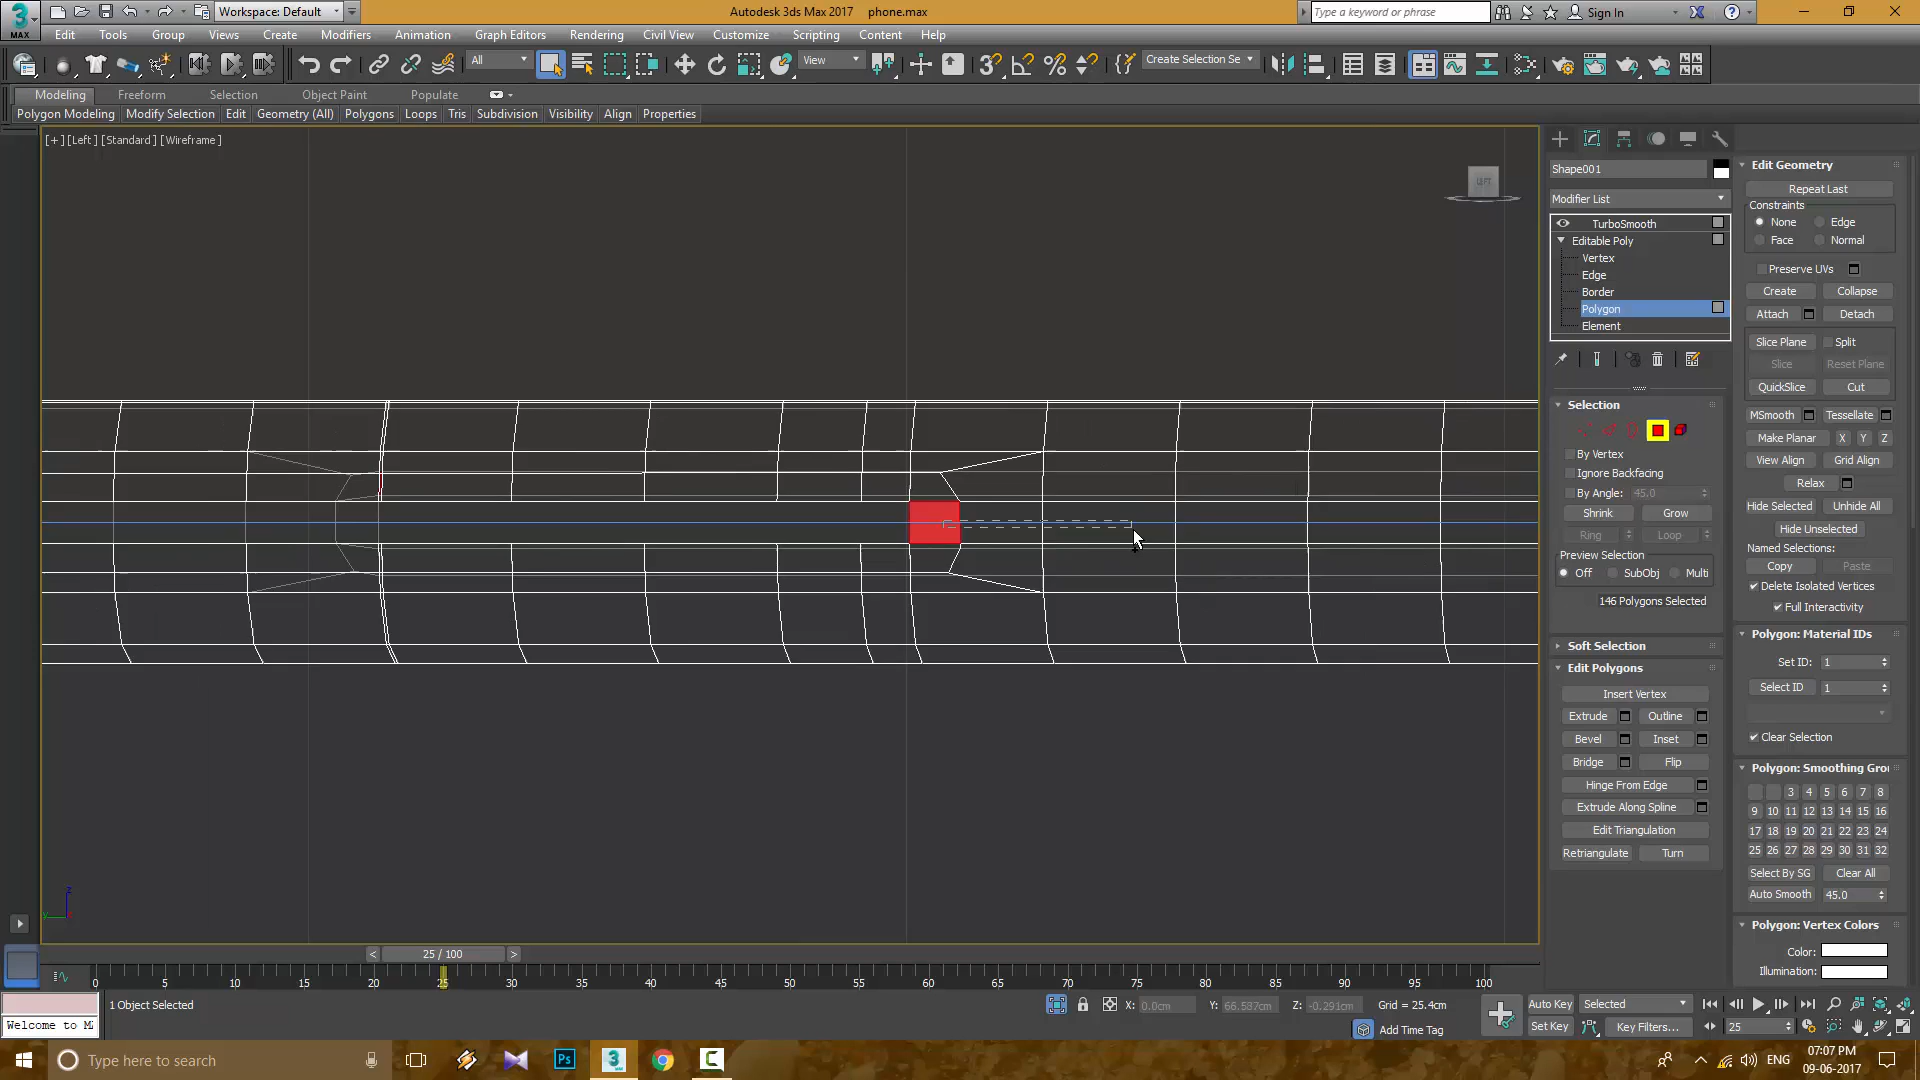 Workspace: Default
Autodesk 3ds Max 2017 phone.max
Type a keyword or phrase
Sign In
MAX
Edit Tools Group Views Create Modifiers Animation Graph Editors Rendering Civil View Customize Scripting Content Help
All
View
Create Selection Se
Modeling Freeform Selection Object Paint Populate
Polygon Modeling Modify Selection Edit Geometry (All) Polygons Loops Tris Subdivision Visibility Align Properties
[+] [Left] [Standard] [Wireframe]
LEFT
Shape001
Modifier List
TurboSmooth
Editable Poly
Vertex
Edge
Border
Polygon
Element
Selection
By Vertex
Ignore Backfacing
By Angle: 45.0
Shrink Grow
Ring Loop
Preview Selection
Off SubObj Multi
146 Polygons Selected
Soft Selection
Edit Polygons
Insert Vertex
Extrude Outline
Bevel Inset
Bridge Flip
Hinge From Edge
Extrude Along Spline
Edit Triangulation
Retriangulate Turn
Edit Geometry
Repeat Last
Constraints
None Edge
Face Normal
Preserve UVs
Create Collapse
Attach Detach
Slice Plane Split
Slice Reset Plane
QuickSlice Cut
MSmooth Tessellate
Make Planar X Y Z
View Align Grid Align
Relax
Hide Selected Unhide All
Hide Unselected
Named Selections:
Copy Paste
Delete Isolated Vertices
Full Interactivity
Polygon: Material IDs
Set ID: 1
Select ID 1
Clear Selection
Polygon: Smoothing Grou
3 4 5 6 7 8
9 10 11 12 13 14 15 16
17 18 19 20 21 22 23 24
25 26 27 28 29 30 31 32
Select By SG Clear All
Auto Smooth 45.0
Polygon: Vertex Colors
Color:
Illumination:
z
y
< 25 / 100 >
0 5 10 15 20 25 30 35 40 45 50 55 60 65 70 75 80 85 90 95 100
1 Object Selected
X: 0.0cm Y: 66.587cm Z: -0.291cm Grid = 25.4cm
Auto Key Selected
Welcome to M
Add Time Tag
Set Key Key Filters... 25
Type here to search
Ps
3
MAX
C
ENG
07:07 PM
09-06-2017